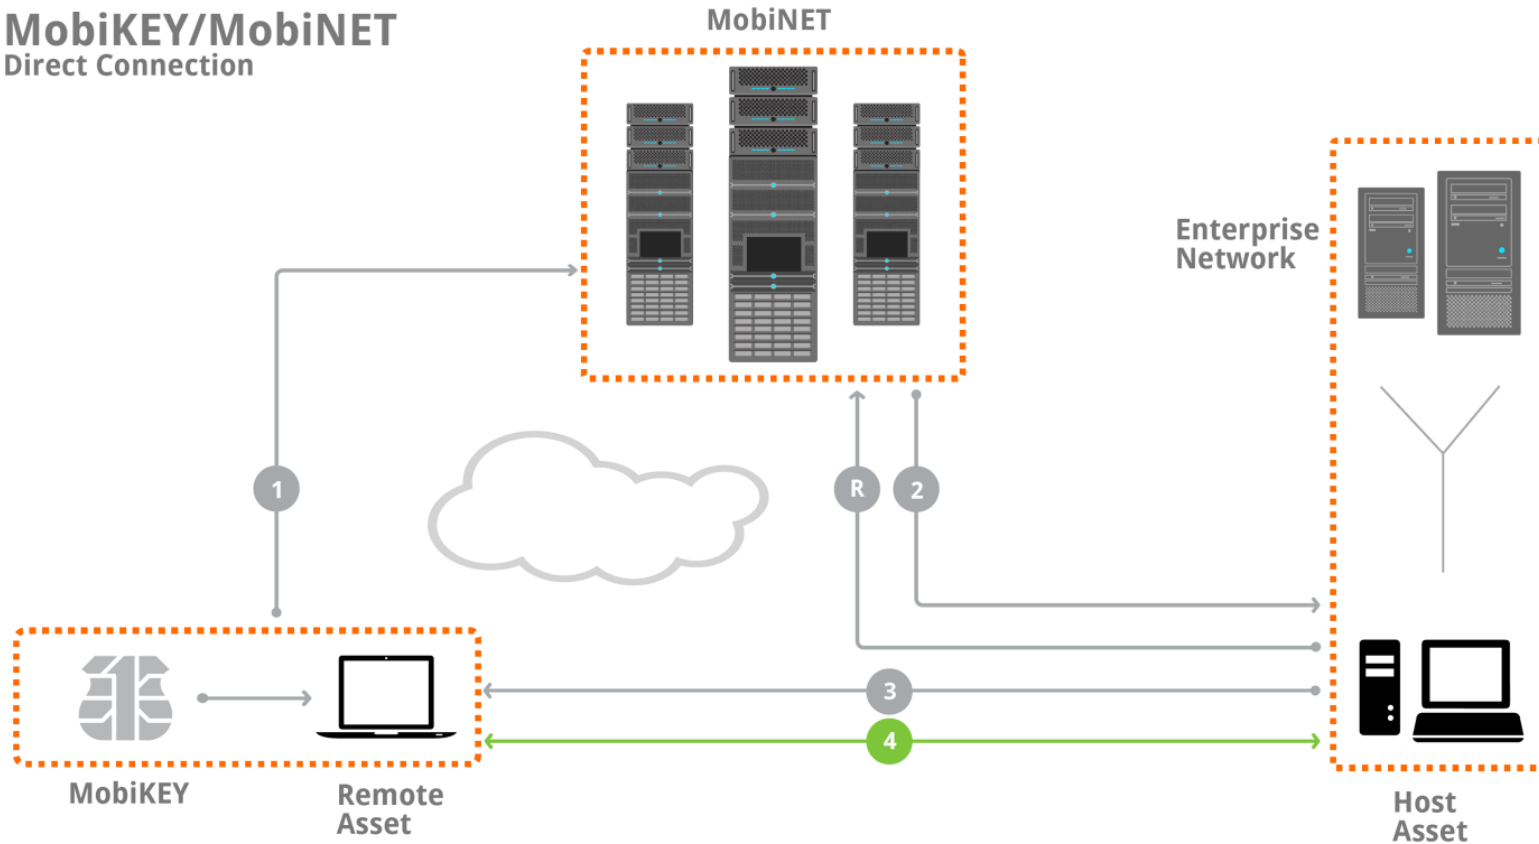 MobiKEY/MobiNET
Direct Connection
MobiNET
Enterprise
Network
1
R
2
3
4
MobiKEY
Remote
Asset
Host
Asset